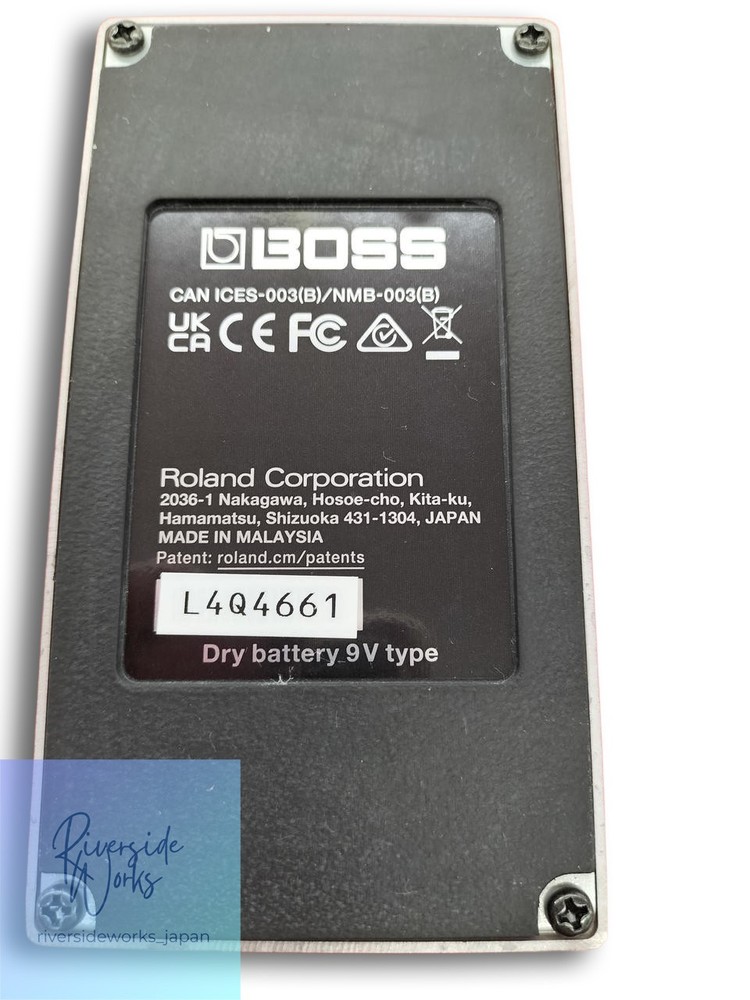 BOSS
CAN ICES-003(B)/NMB-003(B)
UK
CA CE FC
Roland Corporation
2036-1 Nakagawa, Hosoe-cho, Kita-ku,
Hamamatsu, Shizuoka 431-1304, JAPAN
MADE IN MALAYSIA
Patent: roland.cm/patents
L4Q4661
Dry battery 9V type
Riverside
Works
riversideworks_japan